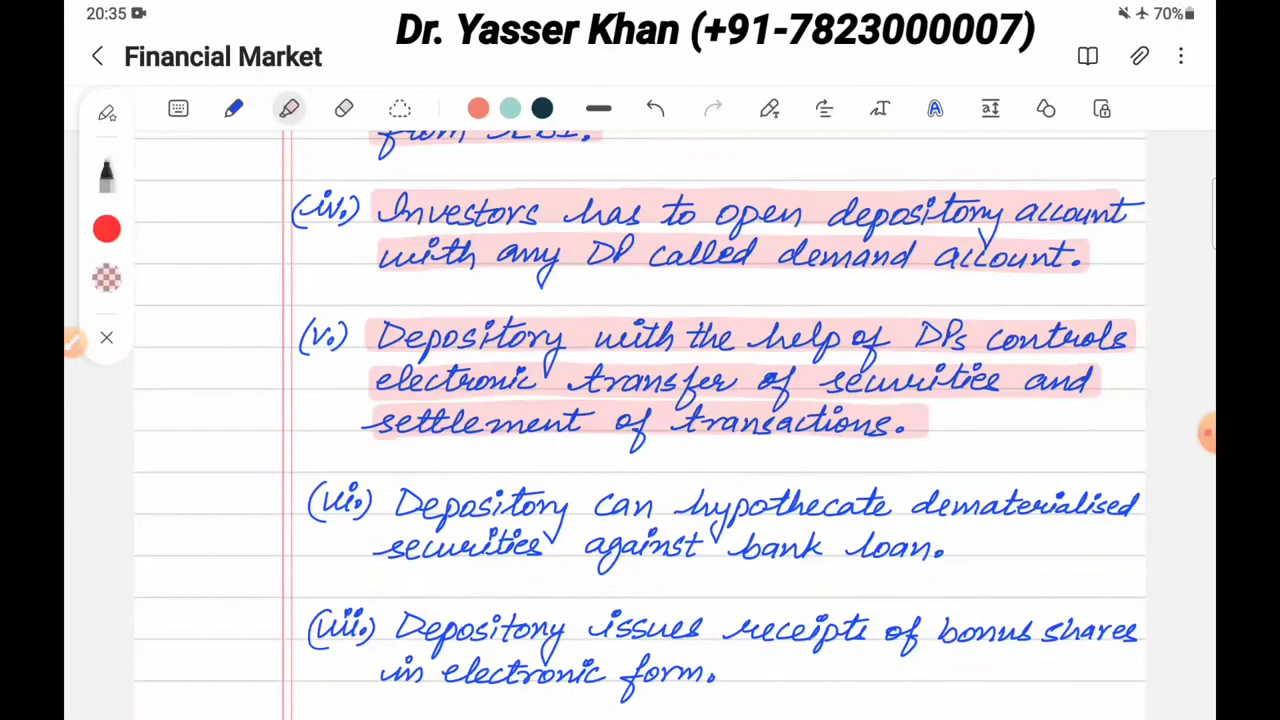 20:35
70%
Dr. Yasser Khan (+91-7823000007)
Financial Market
from SEBI.
(iv.) Investors has to open depository account
with any DP called demand account.
(v.) Depository with the help of DPs controls
electronic transfer of securities and
settlement of transactions.
(vi.) Depository can hypothecate dematerialised
securities against bank loan.
(vii.) Depository issues receipts of bonus shares
in electronic form.